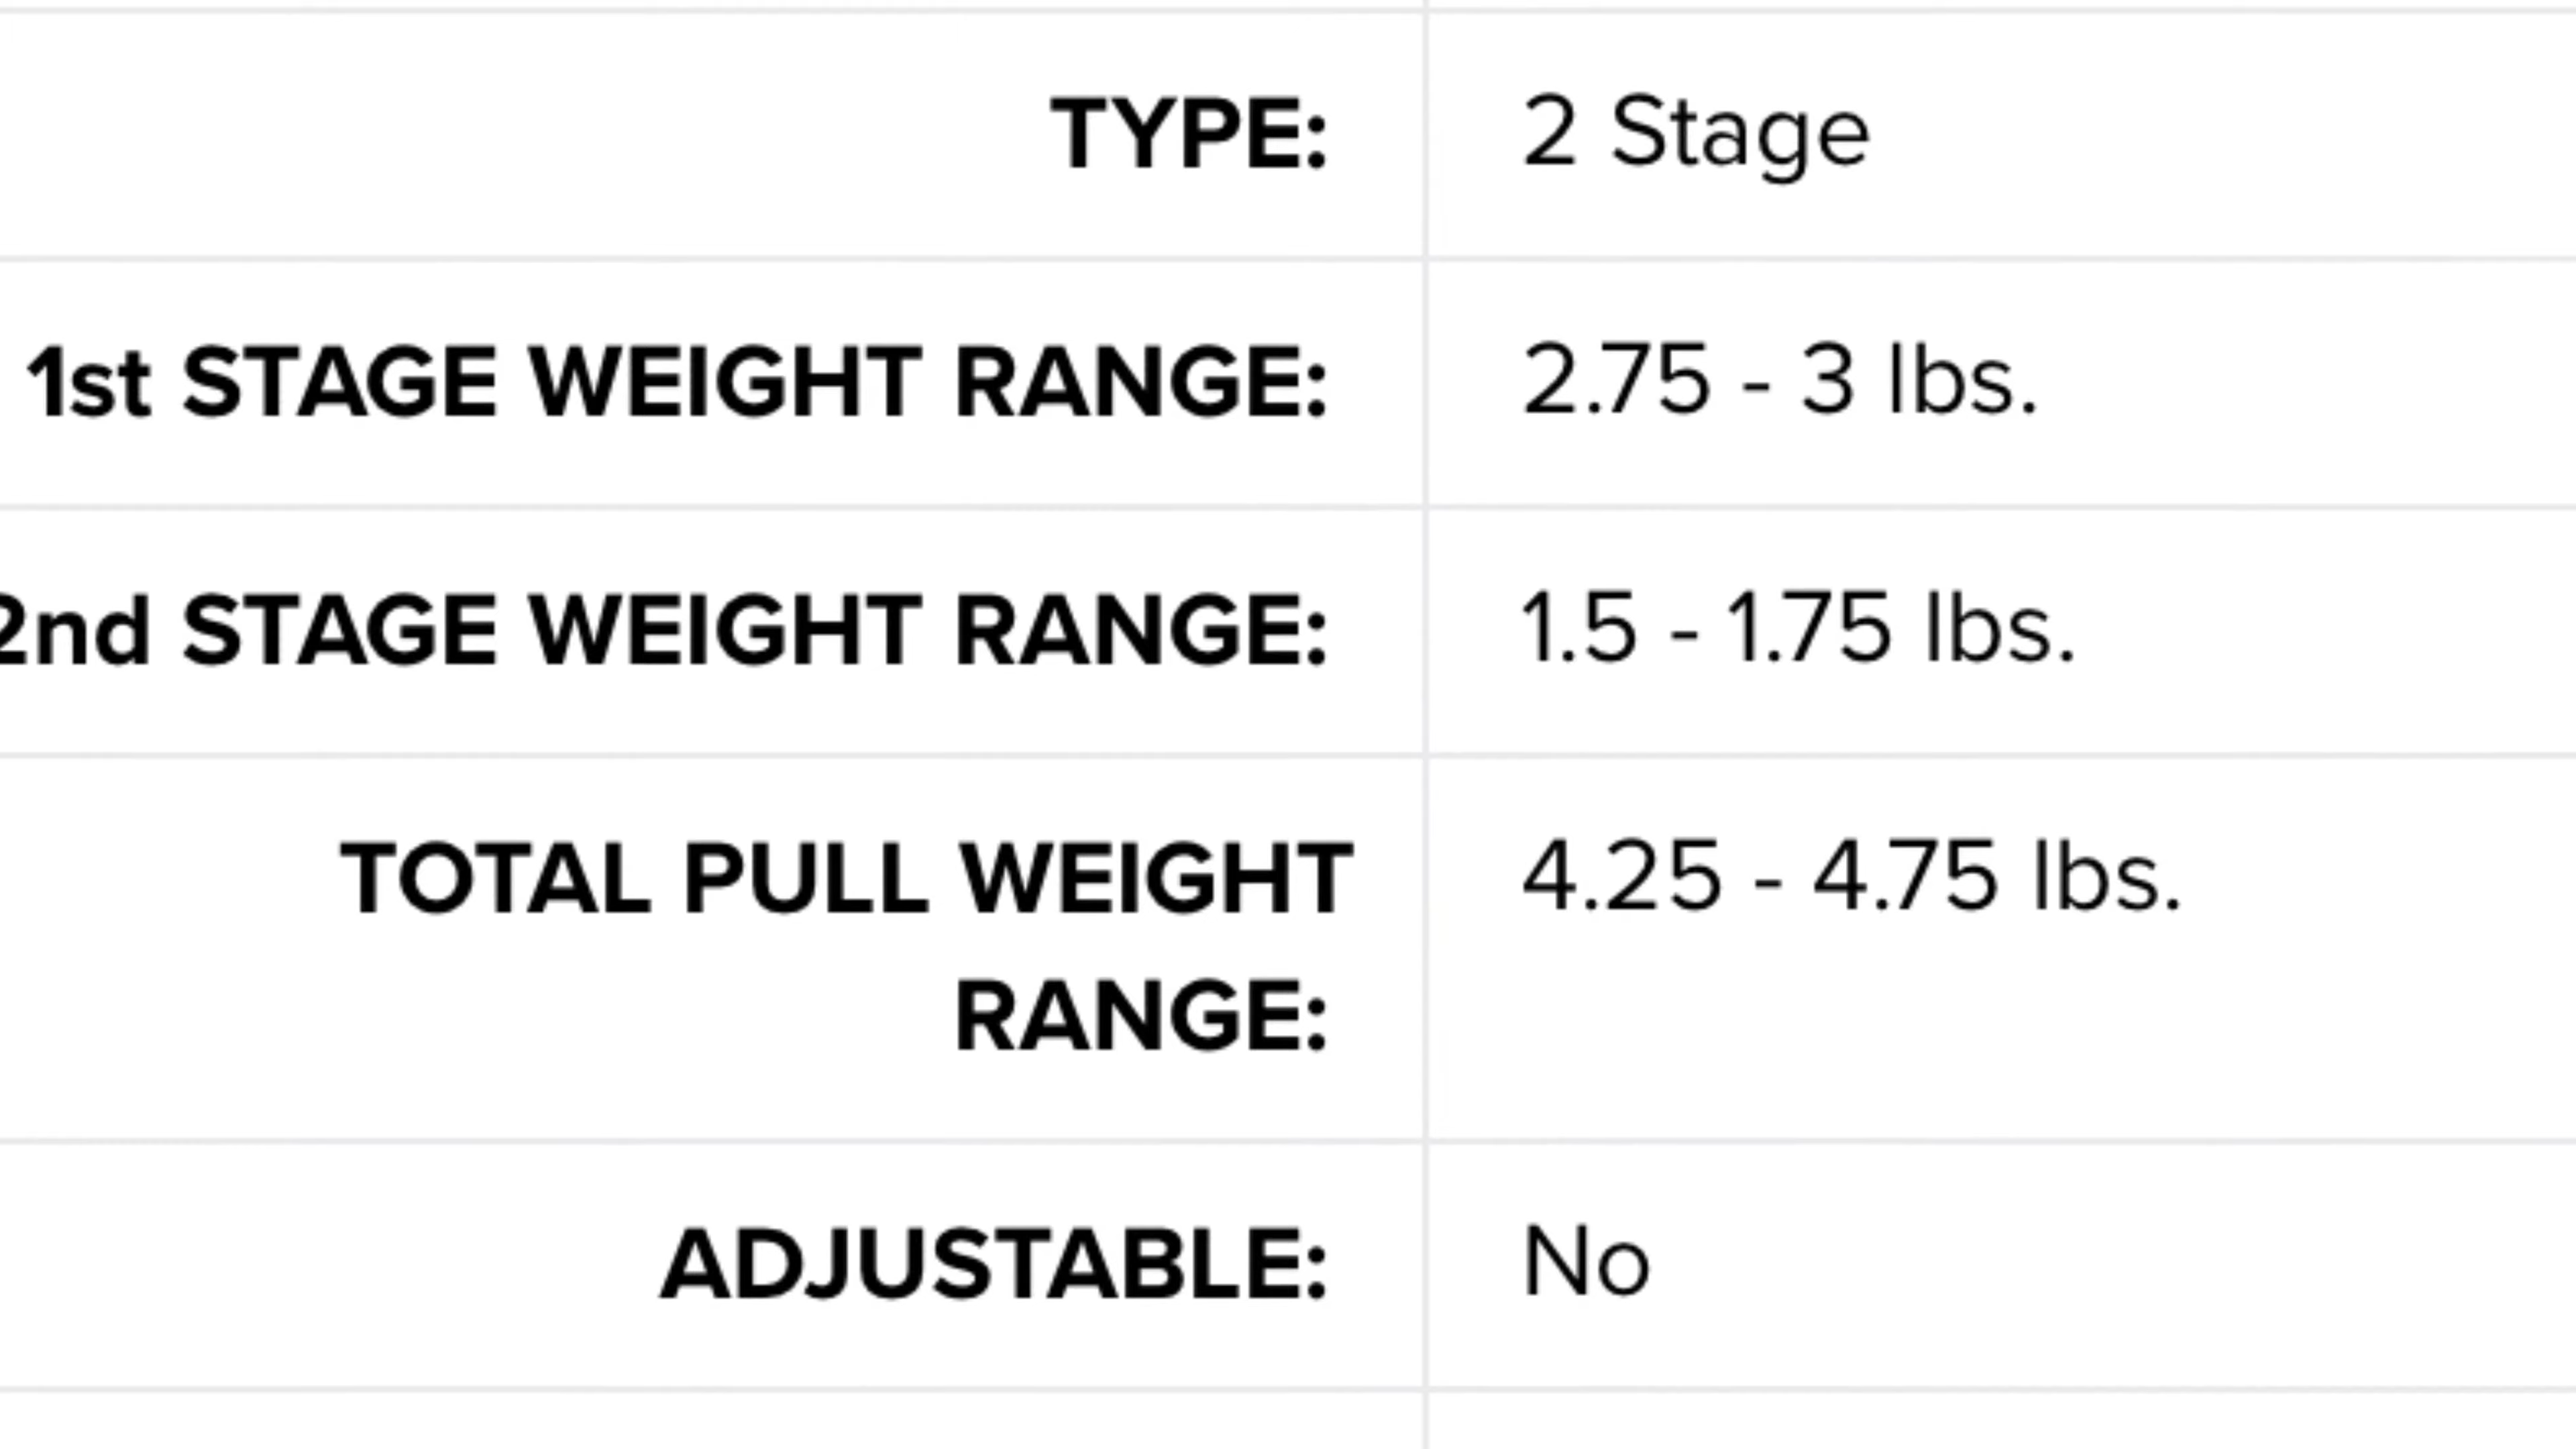 TYPE: 2 Stage
1st STAGE WEIGHT RANGE: 2.75 - 3 lbs.
2nd STAGE WEIGHT RANGE: 1.5 - 1.75 lbs.
TOTAL PULL WEIGHT 4.25 - 4.75 lbs.
RANGE:
ADJUSTABLE: No